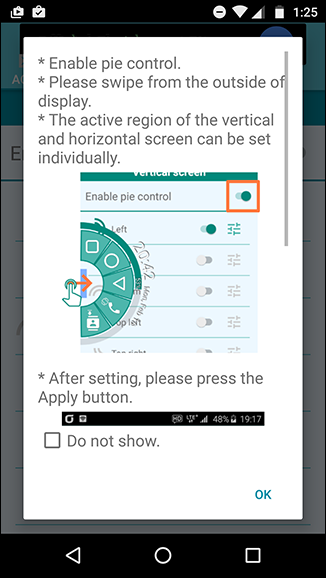 1:25
* Enable pie control.
* Please swipe from the outside of
display.
* The active region of the vertical
and horizontal screen can be set
individually.
Vertical screen
Enable pie control
Left
20:42
Top right
* After setting, please press the
Apply button.
48% 19:17
Do not show.
OK